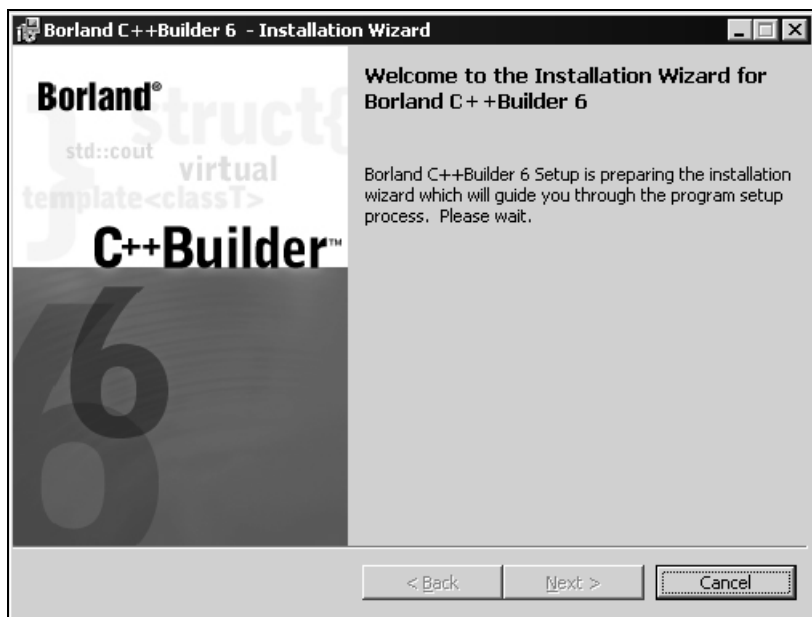 Borland C++Builder 6 - Installation Wizard
Borland®
struct{
std::cout
virtual
template<classT>
}
C++Builder™
6
6
Welcome to the Installation Wizard for
Borland C++Builder 6
Borland C++Builder 6 Setup is preparing the installation
wizard which will guide you through the program setup
process. Please wait.
< Back
Next >
Cancel